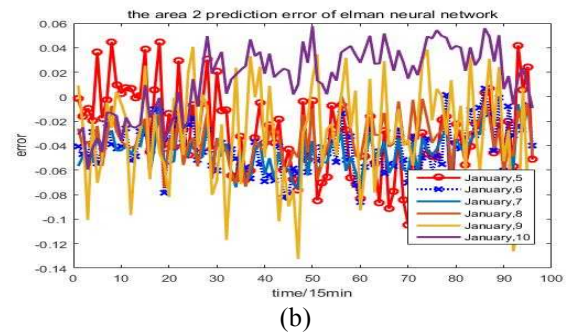 the area 2 prediction error of elman neural network
0.06
0.04
0.02
0
-0.02
-0.04
-0.06
-0.08
-0.1
-0.12
-0.14
error
January,5
January,6
January,7
January,8
January,9
January,10
0 10 20 30 40 50 60 70 80 90 100
time/15min
(b)